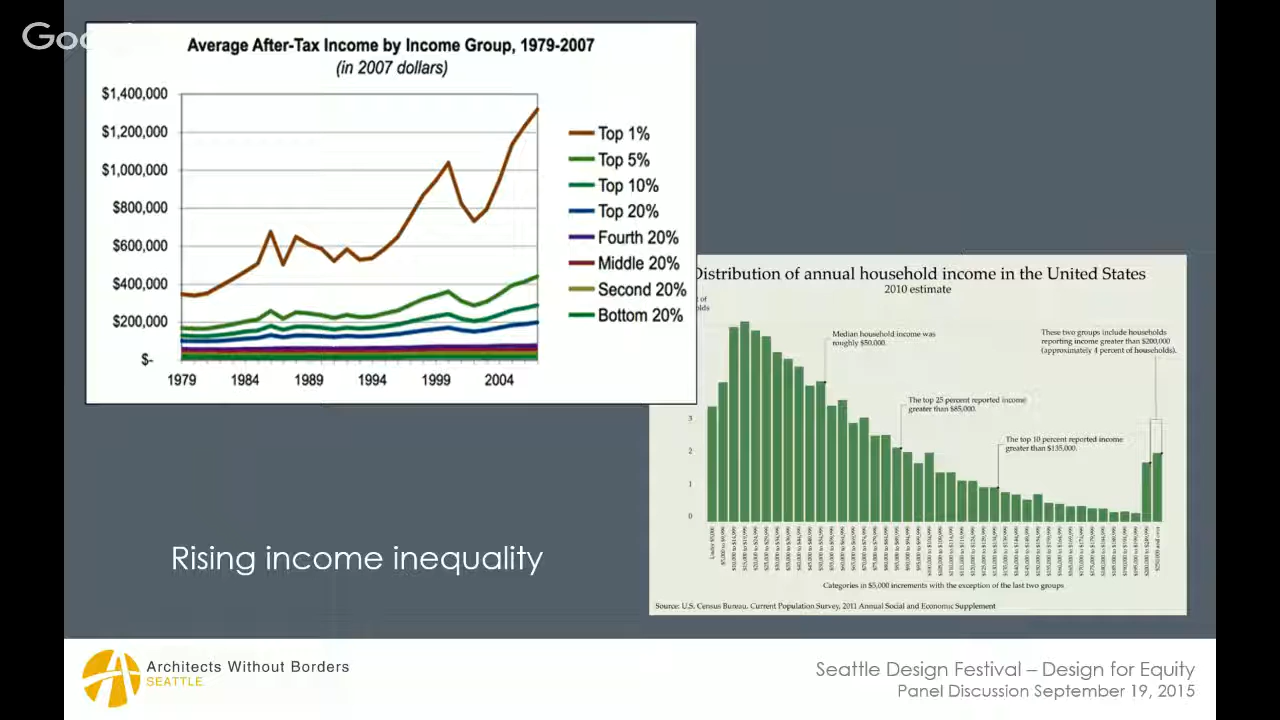 Goo
Average After-Tax Income by Income Group, 1979-2007
(in 2007 dollars)
$1,400,000
$1,200,000
$1,000,000
$800,000
$600,000
$400,000
$200,000
$-
1979 1984 1989 1994 1999 2004
Top 1%
Top 5%
Top 10%
Top 20%
Fourth 20%
Middle 20%
Second 20%
Bottom 20%
Distribution of annual household income in the United States
2010 estimate
Median household income was
roughly $50,000.
The top 25 percent reported income
greater than $85,000.
The top 10 percent reported income
greater than $135,000.
These two groups include households
reporting income greater than $200,000
(approximately 4 percent of households).
3
2
1
0
Categories in $5,000 increments with the exception of the last two groups
Source: U.S. Census Bureau, Current Population Survey, 2011 Annual Social and Economic Supplement
Rising income inequality
Architects Without Borders
SEATTLE
Seattle Design Festival – Design for Equity
Panel Discussion September 19, 2015